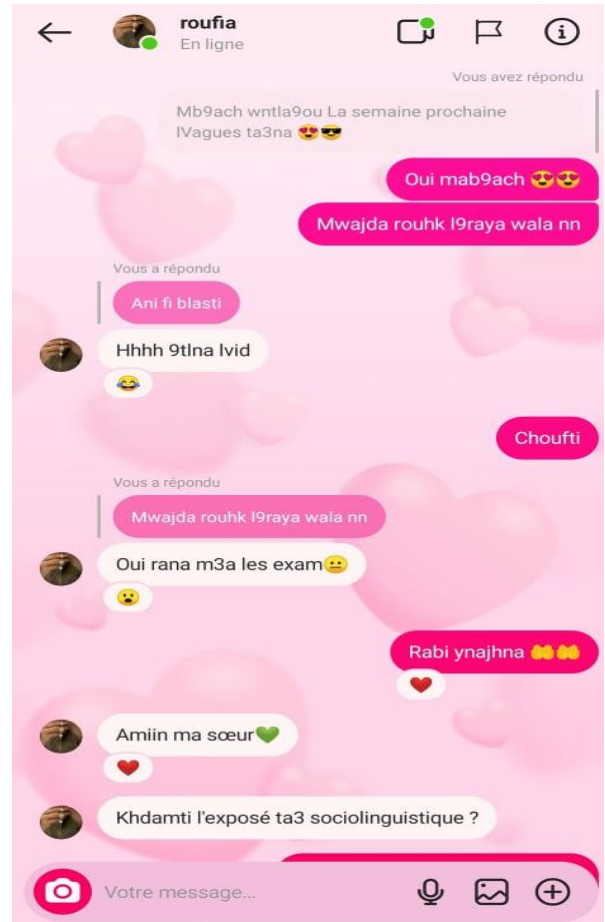 roufia
En ligne
Vous avez répondu
Mb9ach wntla9ou La semaine prochaine
lVagues ta3na 😍😎
Oui mab9ach 😍😍
Mwajda rouhk l9raya wala nn
Vous a répondu
Ani fi blasti
Hhhh 9tlna lvid
😂
Choufti
Vous a répondu
Mwajda rouhk l9raya wala nn
Oui rana m3a les exam😐
😮
Rabi ynajhna 🤲🤲
❤️
Amiin ma sœur💚
❤️
Khdamti l'exposé ta3 sociolinguistique ?
Votre message...